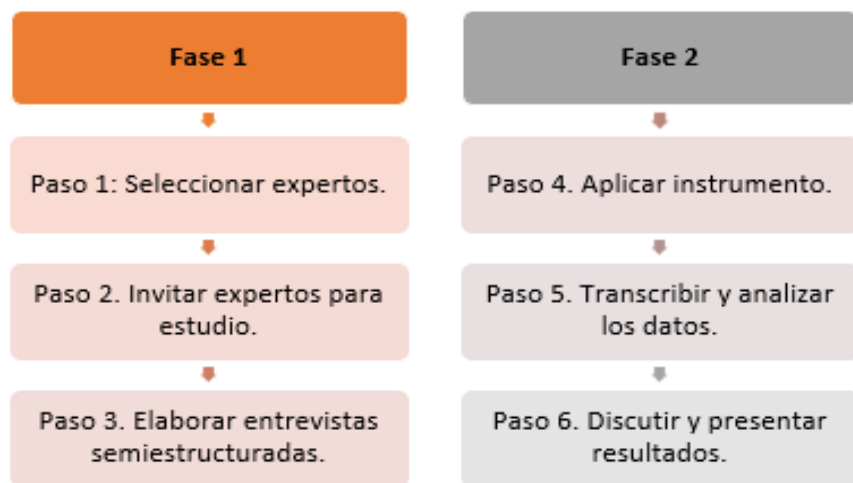 Fase 1
Paso 1: Seleccionar expertos.
Paso 2. Invitar expertos para
estudio.
Paso 3. Elaborar entrevistas
semiestructuradas.
Fase 2
Paso 4. Aplicar instrumento.
Paso 5. Transcribir y analizar
los datos.
Paso 6. Discutir y presentar
resultados.